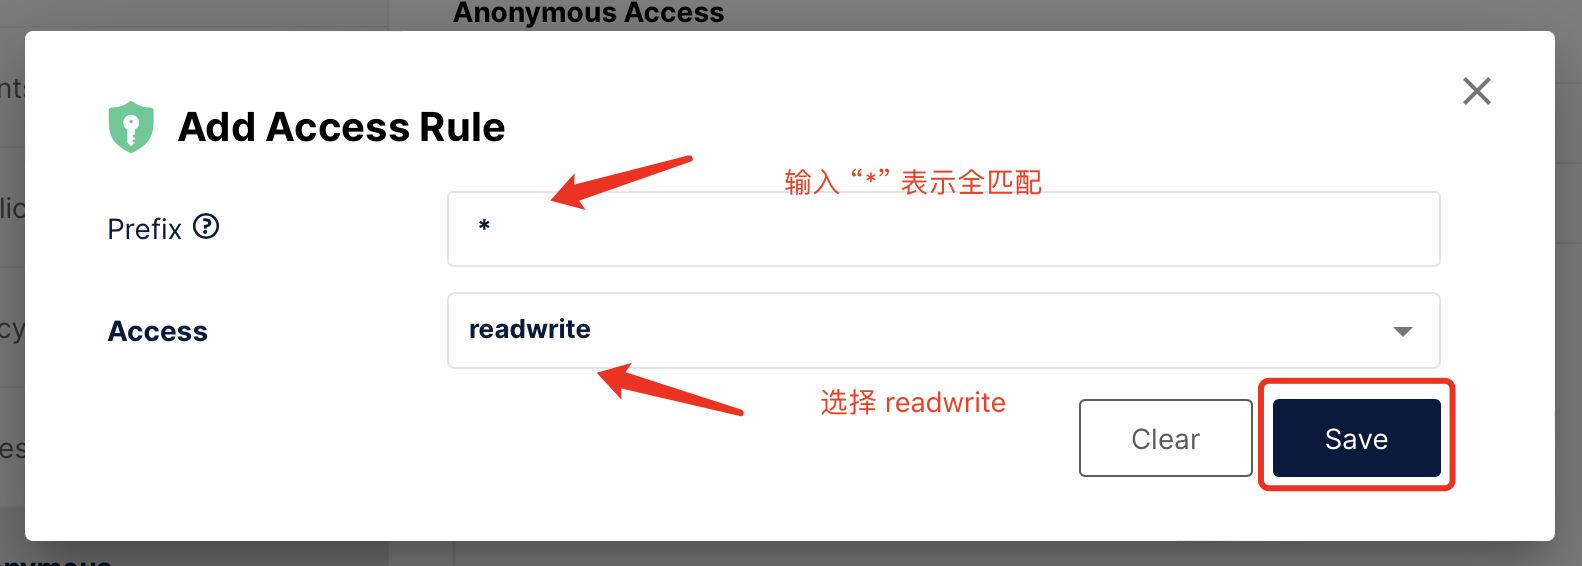 Anonymous Access
Add Access Rule
输入 “*” 表示全匹配
Prefix ?
*
Access
readwrite
选择 readwrite
Clear
Save